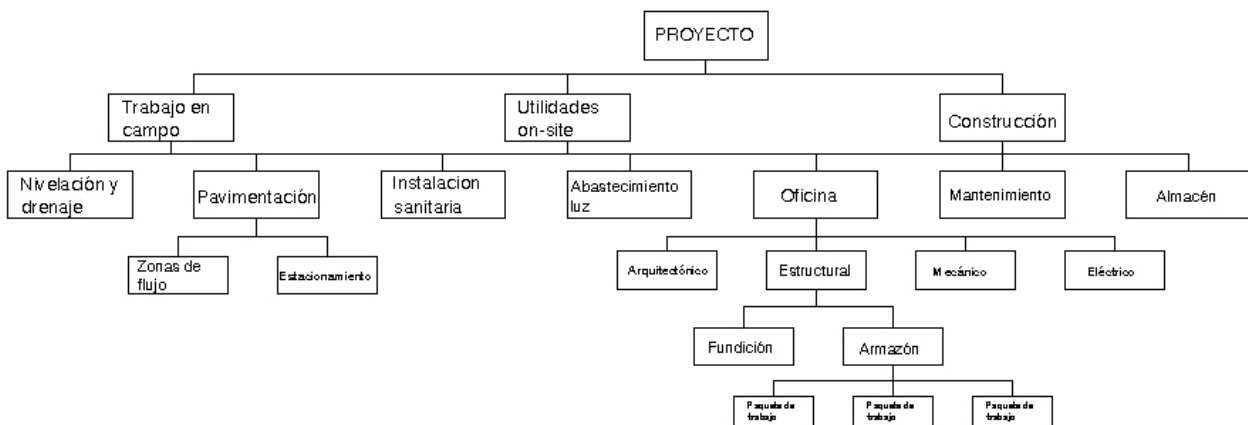 PROYECTO
Trabajo en
campo
Utilidades
on-site
Construcción
Nivelación y
drenaje
Pavimentación
Instalacion
sanitaria
Abastecimiento
luz
Oficina
Mantenimiento
Almacén
Zonas de
flujo
Estacionamiento
Arquitectónico
Estructural
Mecánico
Eléctrico
Fundición
Armazón
Paquete de
trabajo
Paquete de
trabajo
Paquete de
trabajo